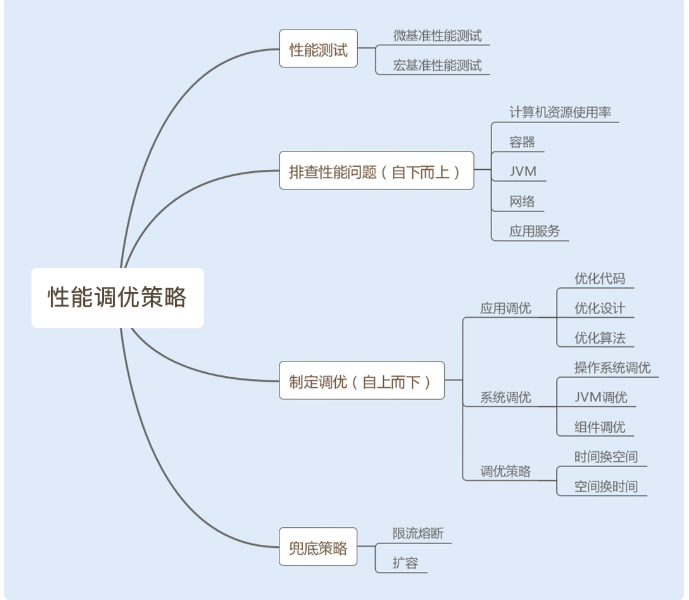 性能调优策略
性能测试
微基准性能测试
宏基准性能测试
排查性能问题（自下而上）
计算机资源使用率
容器
JVM
网络
应用服务
制定调优（自上而下）
应用调优
优化代码
优化设计
优化算法
系统调优
操作系统调优
JVM调优
组件调优
调优策略
时间换空间
空间换时间
兜底策略
限流熔断
扩容